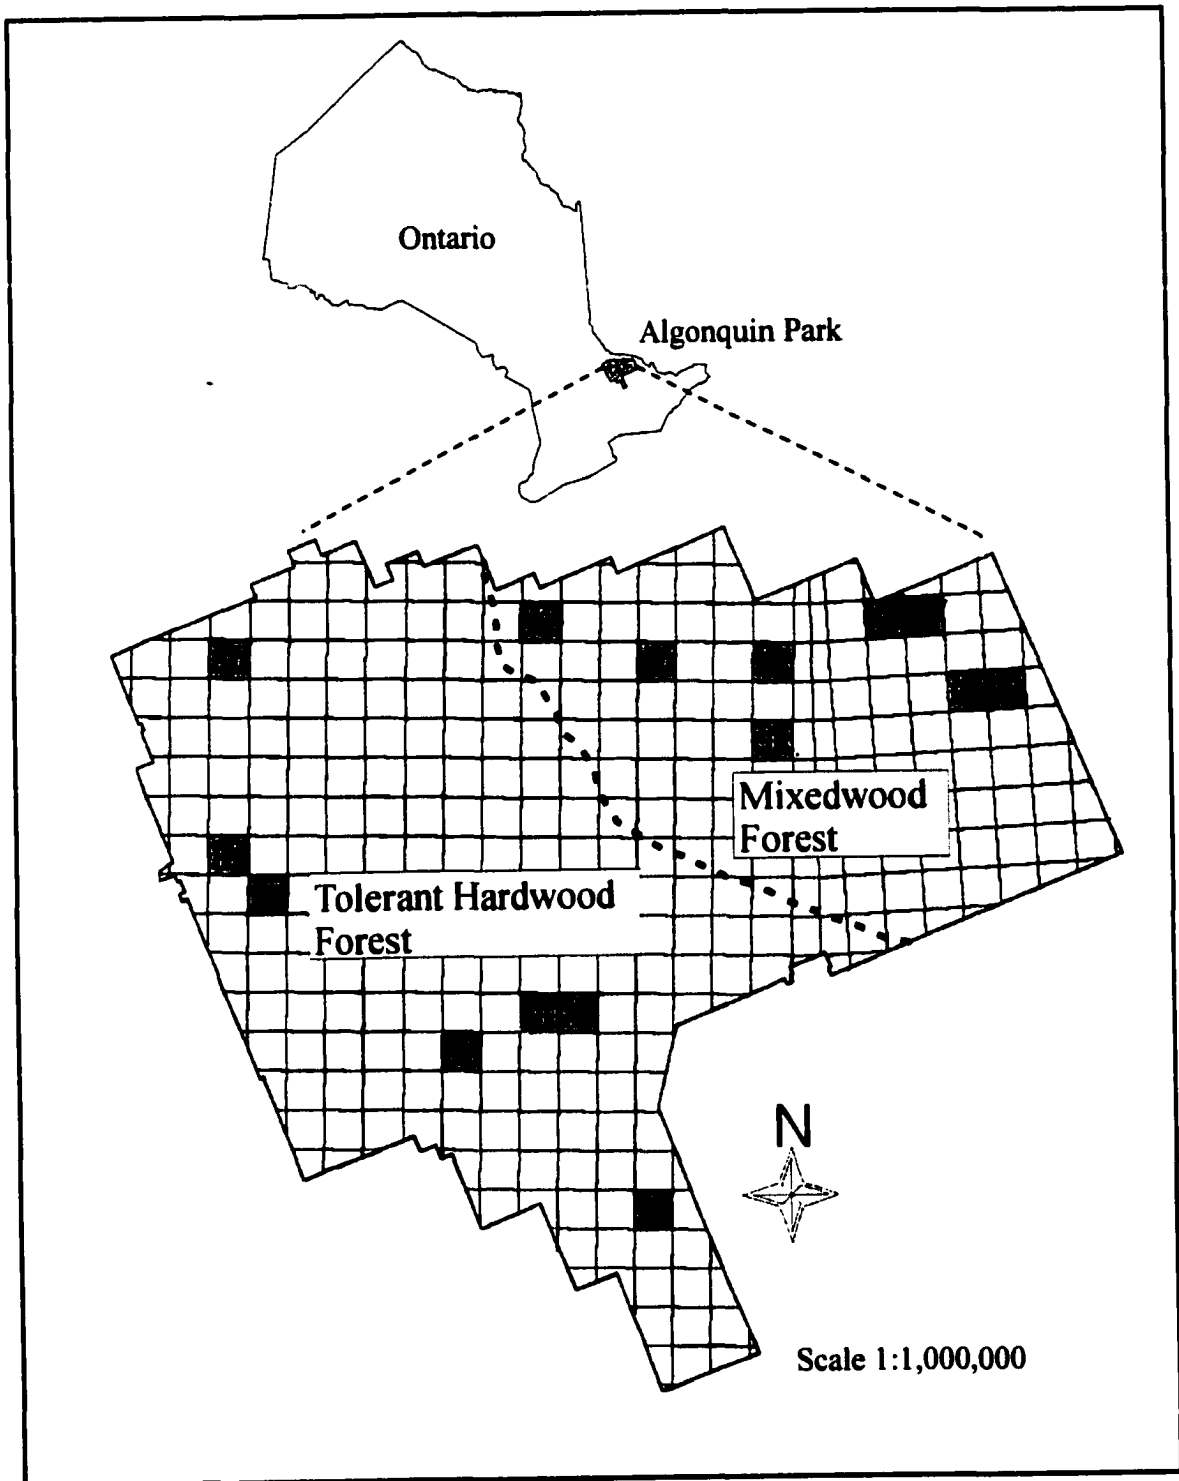 Ontario
Algonquin Park
Mixedwood
Forest
Tolerant Hardwood
Forest
N
Scale 1:1,000,000